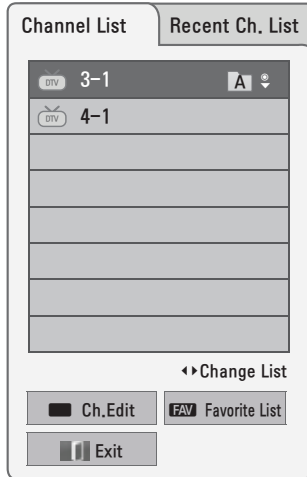 Channel List Recent Ch. List
DTV 3-1 A
DTV 4-1
Change List
Ch.Edit FAV Favorite List
Exit